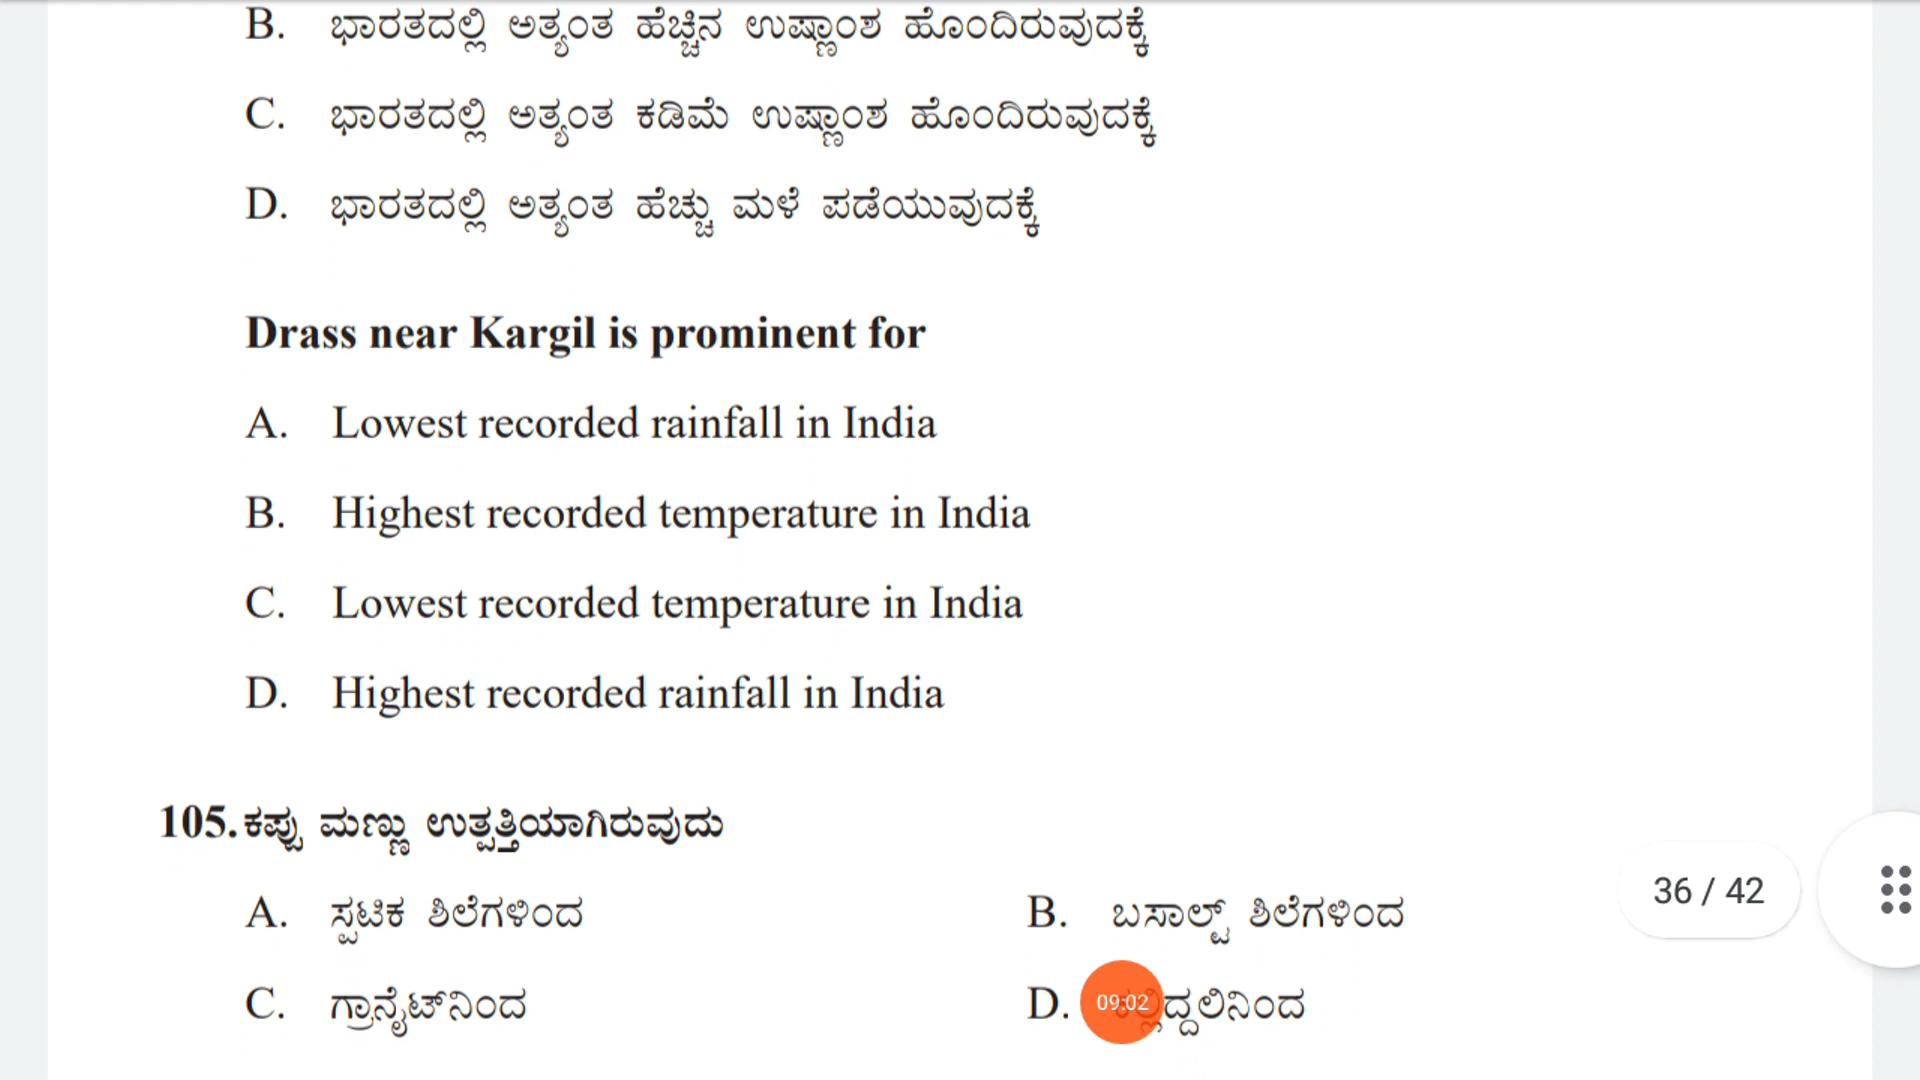 B. ಭಾರತದಲ್ಲಿ ಅತ್ಯಂತ ಹೆಚ್ಚಿನ ಉಷ್ಣಾಂಶ ಹೊಂದಿರುವುದಕ್ಕೆ
C. ಭಾರತದಲ್ಲಿ ಅತ್ಯಂತ ಕಡಿಮೆ ಉಷ್ಣಾಂಶ ಹೊಂದಿರುವುದಕ್ಕೆ
D. ಭಾರತದಲ್ಲಿ ಅತ್ಯಂತ ಹೆಚ್ಚು ಮಳೆ ಪಡೆಯುವುದಕ್ಕೆ
Drass near Kargil is prominent for
A. Lowest recorded rainfall in India
B. Highest recorded temperature in India
C. Lowest recorded temperature in India
D. Highest recorded rainfall in India
105. ಕಪ್ಪು ಮಣ್ಣು ಉತ್ಪತ್ತಿಯಾಗಿರುವುದು
36 / 42
A. ಸ್ಪಟಿಕ ಶಿಲೆಗಳಿಂದ B. ಬಸಾಲ್ಟ್ ಶಿಲೆಗಳಿಂದ
C. ಗ್ರಾನೈಟ್‌ನಿಂದ D.
09:02